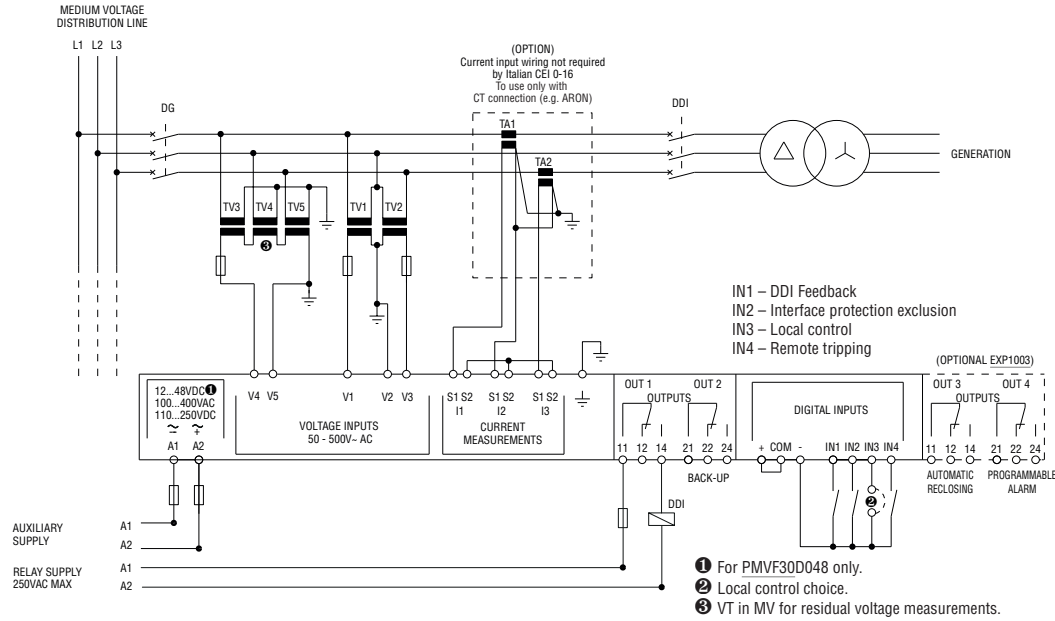 MEDIUM VOLTAGE
DISTRIBUTION LINE
L1 L2 L3
DG
(OPTION)
Current input wiring not required
by Italian CEI 0-16
To use only with
CT connection (e.g. ARON)
TA1
TA2
DDI
GENERATION
TV3 TV4 TV5
❸
TV1 TV2
IN1 – DDI Feedback
IN2 – Interface protection exclusion
IN3 – Local control
IN4 – Remote tripping
(OPTIONAL EXP1003)
12...48VDC❶
100...400VAC
110...250VDC
~ ~
− +
A1 A2
V4 V5 V1 V2 V3
VOLTAGE INPUTS
50 - 500V~ AC
S1 S2 S1 S2 S1 S2
I1 I2 I3
CURRENT
MEASUREMENTS
OUT 1 OUT 2
OUTPUTS
11 12 14 21 22 24
BACK-UP
DIGITAL INPUTS
+ COM - IN1 IN2 IN3 IN4
OUT 3 OUT 4
OUTPUTS
11 12 14 21 22 24
AUTOMATIC
RECLOSING
PROGRAMMABLE
ALARM
❷
DDI
AUXILIARY
SUPPLY
A1
A2
RELAY SUPPLY
250VAC MAX
A1
A2
❶ For PMVF30D048 only.
❷ Local control choice.
❸ VT in MV for residual voltage measurements.